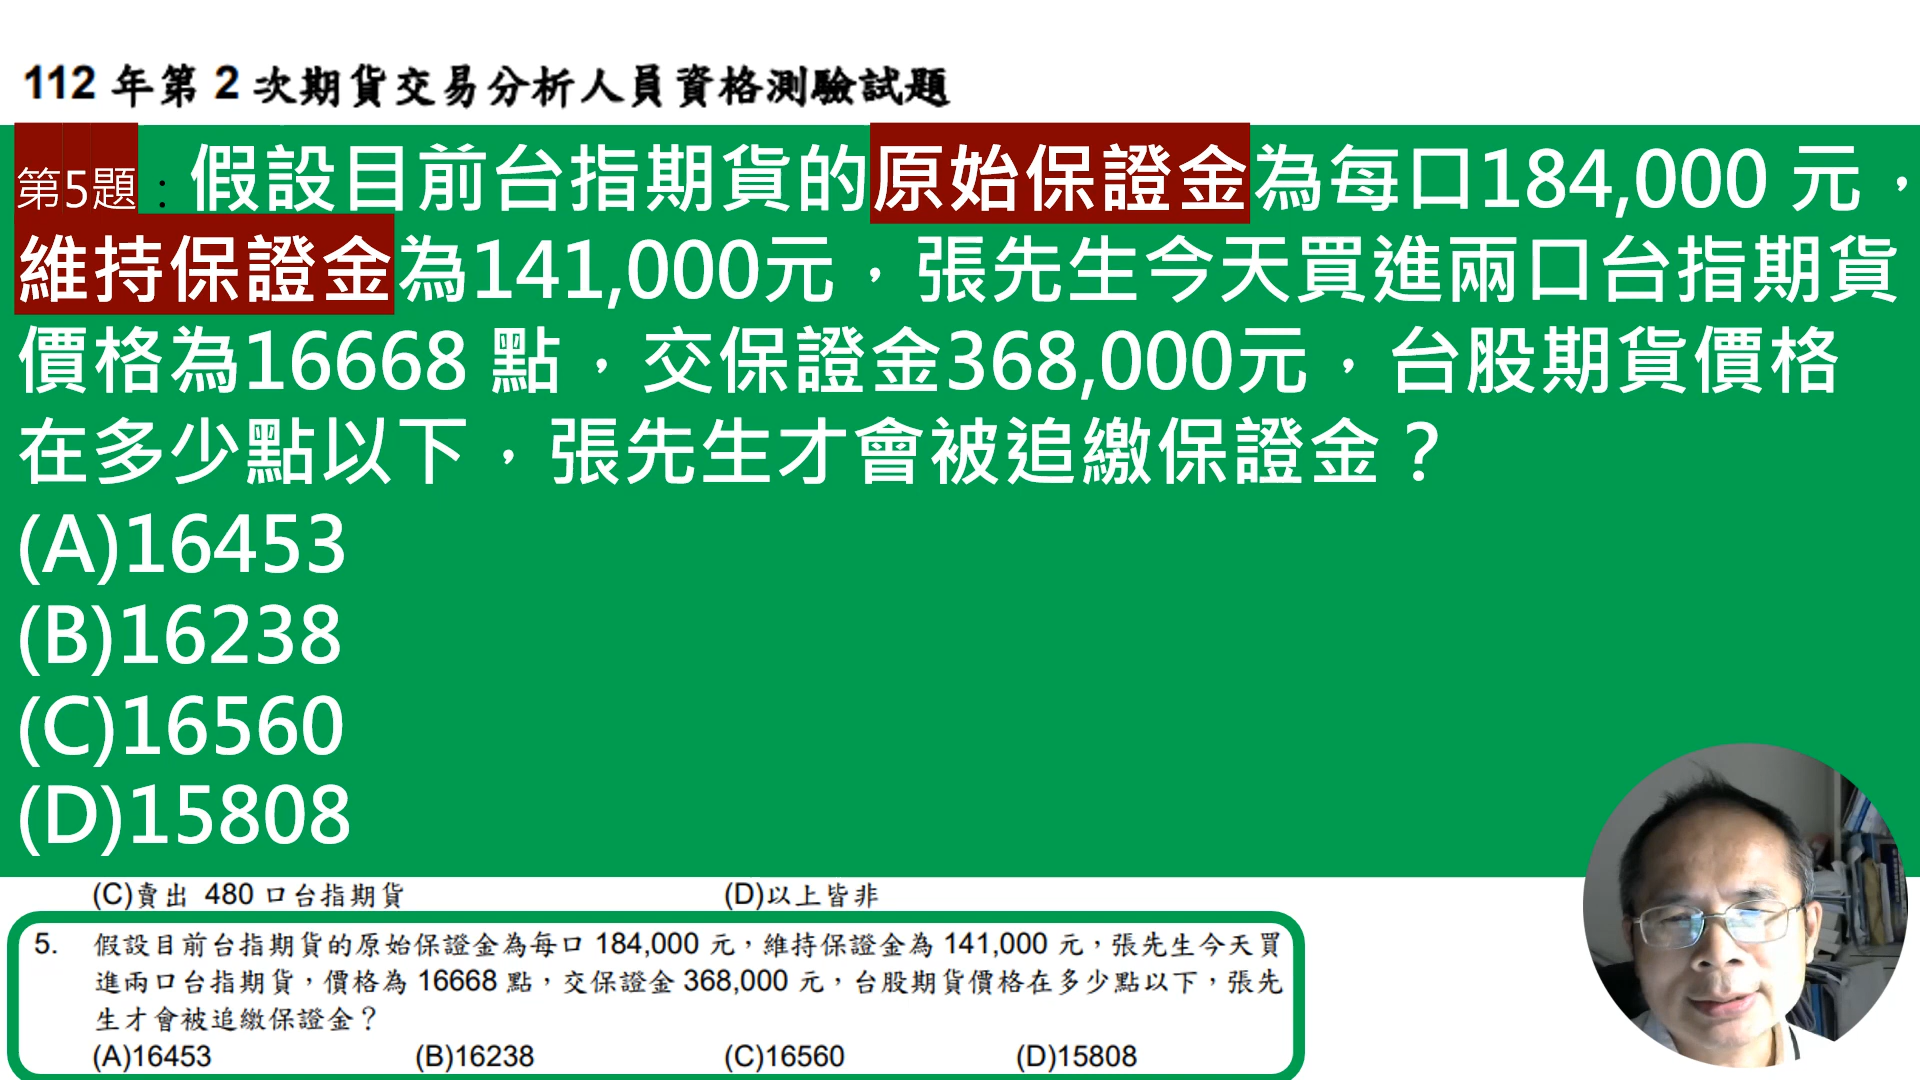 112 年第 2 次期貨交易分析人員資格測驗試題
第5題：假設目前台指期貨的原始保證金為每口184,000 元，
維持保證金為141,000元，張先生今天買進兩口台指期貨
價格為16668 點，交保證金368,000元，台股期貨價格
在多少點以下，張先生才會被追繳保證金？
(A)16453
(B)16238
(C)16560
(D)15808
(C)賣出 480 口台指期貨 (D)以上皆非
5. 假設目前台指期貨的原始保證金為每口 184,000 元，維持保證金為 141,000 元，張先生今天買
進兩口台指期貨，價格為 16668 點，交保證金 368,000 元，台股期貨價格在多少點以下，張先
生才會被追繳保證金？
(A)16453 (B)16238 (C)16560 (D)15808